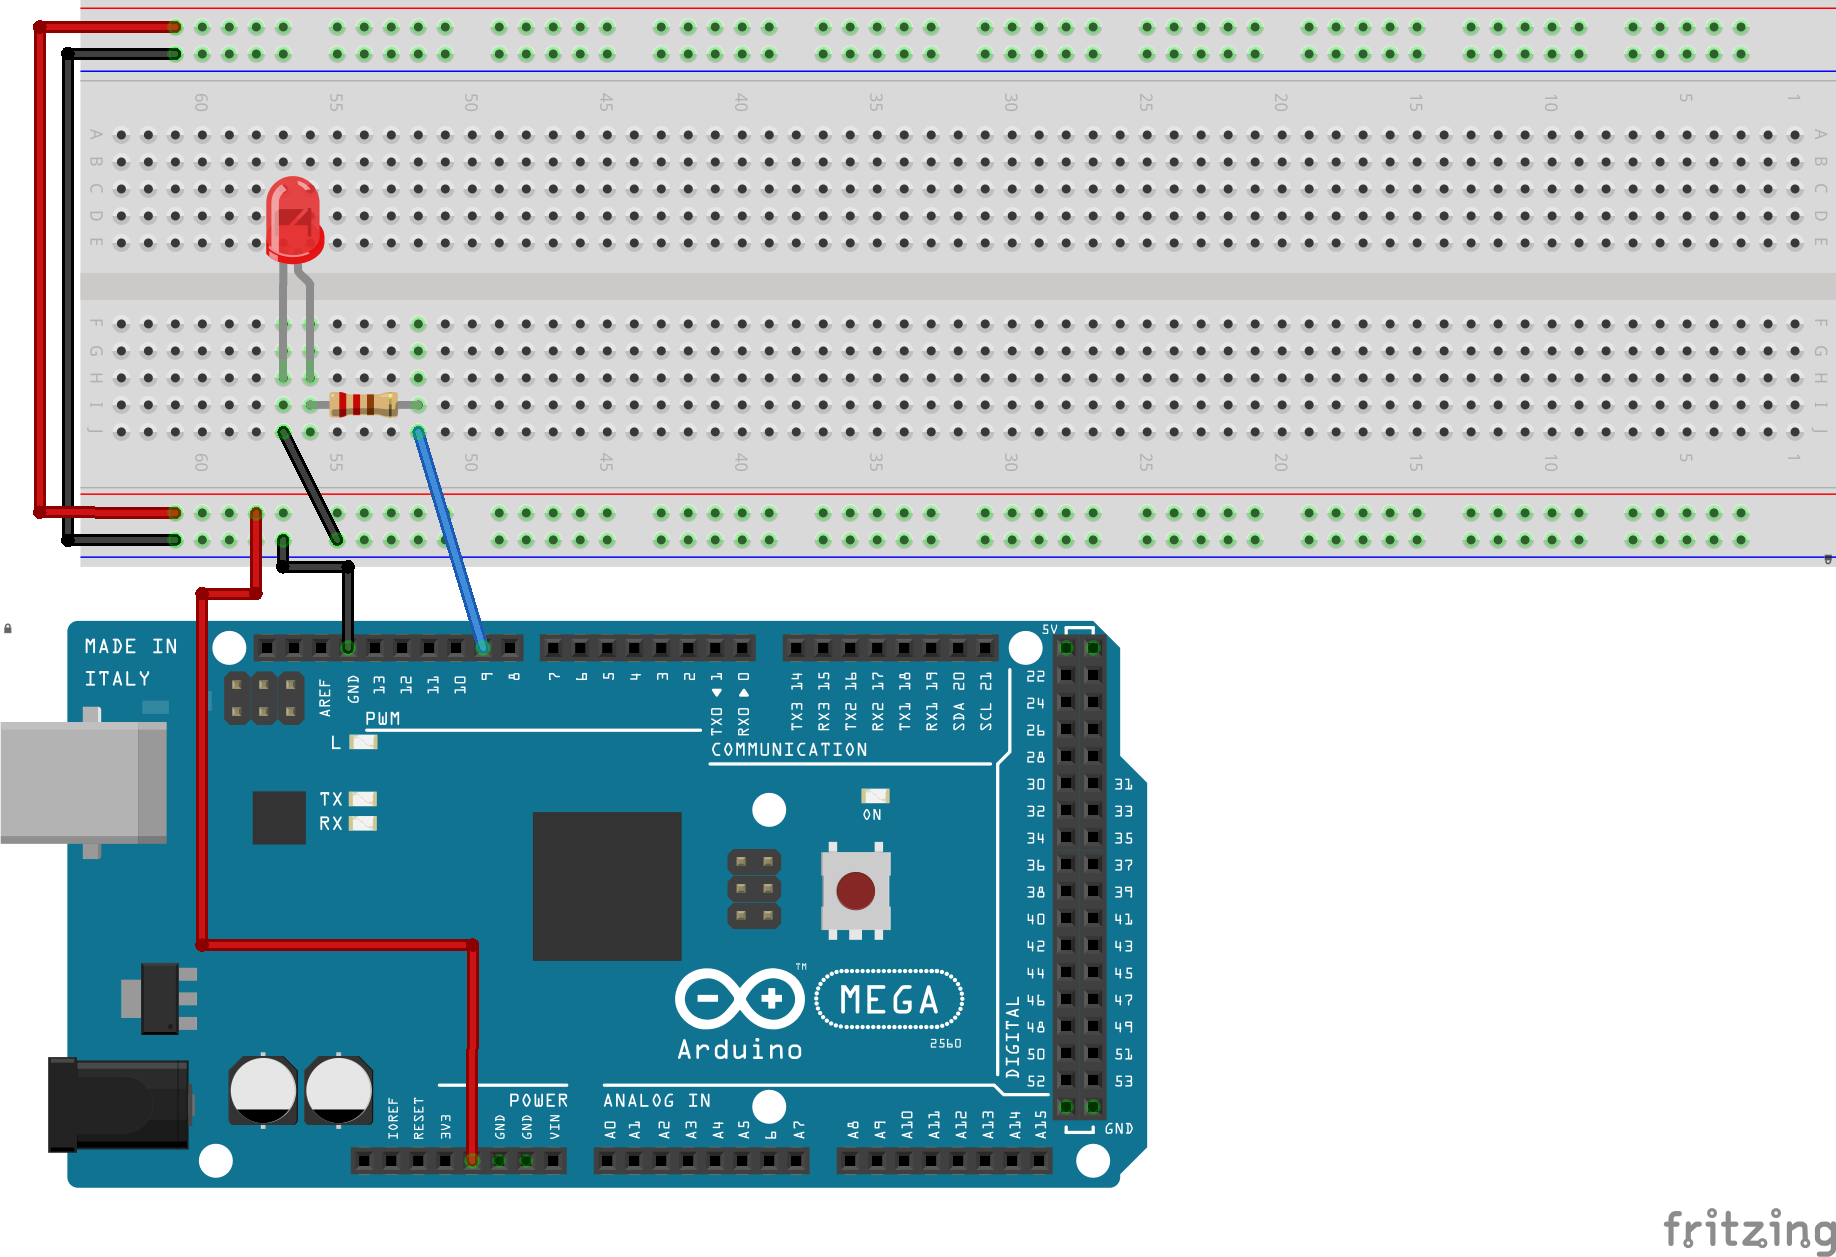 60 55 50 45 40 35 30 25 20 15 10 5 1
A A
B B
C C
D D
E E
F F
G G
H H
I I
J J
60 55 50 45 40 35 30 25 20 15 10 5 1
MADE IN
ITALY
AREF GND 13 12 11 10 9 8
7 6 5 4 3 2 TX0 1 RX0 0
TX3 14 RX3 15 TX2 16 RX2 17 TX1 18 RX1 19 SDA 20 SCL 21
5V
PWM
COMMUNICATION
L
TX
RX
ON
22
24
26
28
30 31
32 33
34 35
36 37
38 39
40 41
42 43
44 45
46 47
48 49
50 51
52 53
GND
DIGITAL
TM
MEGA
2560
Arduino
POWER
ANALOG IN
IOREF RESET 3V3 GND GND VIN
A0 A1 A2 A3 A4 A5 6 A7
A8 A9 A10 A11 A12 A13 A14 A15
fritzing